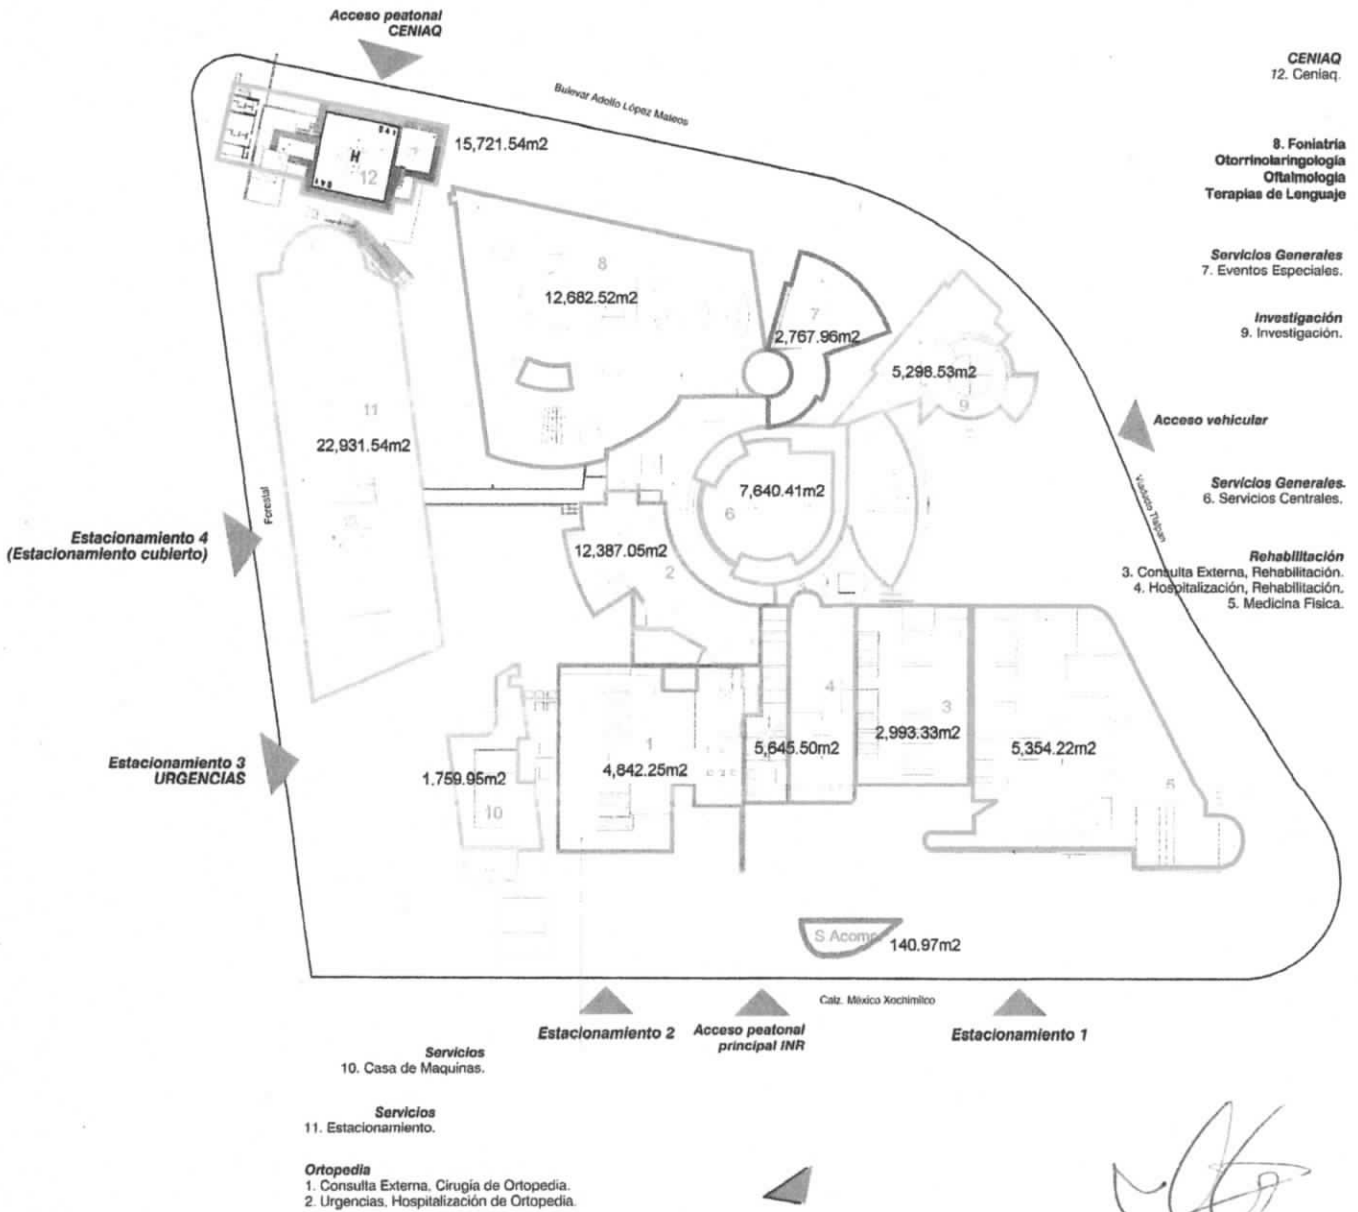 Acceso peatonal
CENIAQ
CENIAQ
12. Ceniaq.
Bulevar Adolfo López Mateos
15,721.54m2
H
12
8. Foniatría
Otorrinolaringología
Oftalmología
Terapias de Lenguaje
8
12,682.52m2
Servicios Generales
7. Eventos Especiales.
7
2,767.96m2
Investigación
9. Investigación.
5,298.53m2
9
11
22,931.54m2
Acceso vehicular
Viaducto Tlalpan
Servicios Generales.
6. Servicios Centrales.
7,640.41m2
6
Forestal
Estacionamiento 4
(Estacionamiento cubierto)
12,387.05m2
2
Rehabilitación
3. Consulta Externa, Rehabilitación.
4. Hospitalización, Rehabilitación.
5. Medicina Física.
4
3
2,993.33m2
5,645.50m2
5,354.22m2
1
4,842.25m2
Estacionamiento 3
URGENCIAS
1,759.95m2
10
5
S Acomp
140.97m2
Calz. México Xochimilco
Estacionamiento 2
Acceso peatonal
principal INR
Estacionamiento 1
Servicios
10. Casa de Maquinas.
Servicios
11. Estacionamiento.
Ortopedia
1. Consulta Externa, Cirugía de Ortopedia.
2. Urgencias, Hospitalización de Ortopedia.